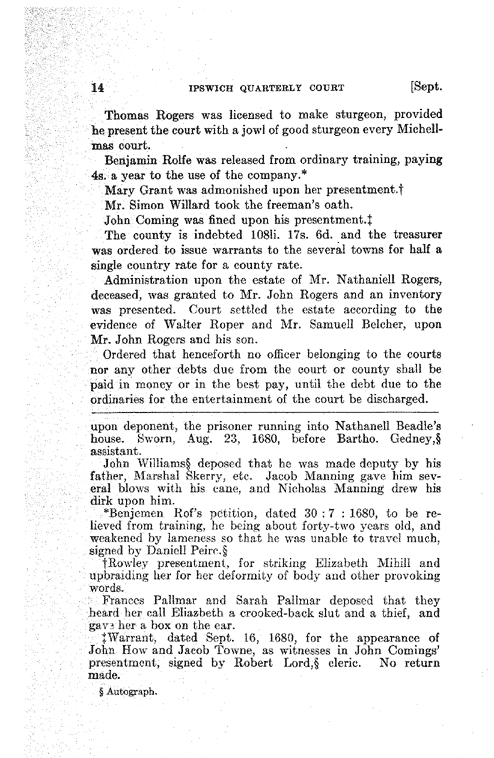 14 IPSWICH QUARTERLY COURT [Sept.
Thomas Rogers was licensed to make sturgeon, provided
he present the court with a jowl of good sturgeon every Michell-
mas court.
Benjamin Rolfe was released from ordinary training, paying
4s. a year to the use of the company.*
Mary Grant was admonished upon her presentment.†
Mr. Simon Willard took the freeman's oath.
John Coming was fined upon his presentment.‡
The county is indebted 108li. 17s. 6d. and the treasurer
was ordered to issue warrants to the several towns for half a
single country rate for a county rate.
Administration upon the estate of Mr. Nathaniell Rogers,
deceased, was granted to Mr. John Rogers and an inventory
was presented. Court settled the estate according to the
evidence of Walter Roper and Mr. Samuell Belcher, upon
Mr. John Rogers and his son.
Ordered that henceforth no officer belonging to the courts
nor any other debts due from the court or county shall be
paid in money or in the best pay, until the debt due to the
ordinaries for the entertainment of the court be discharged.
upon deponent, the prisoner running into Nathanell Beadle's
house. Sworn, Aug. 23, 1680, before Bartho. Gedney,§
assistant.
John Williams§ deposed that he was made deputy by his
father, Marshal Skerry, etc. Jacob Manning gave him sev-
eral blows with his cane, and Nicholas Manning drew his
dirk upon him.
*Benjemen Rof's petition, dated 30 : 7 : 1680, to be re-
lieved from training, he being about forty-two years old, and
weakened by lameness so that he was unable to travel much,
signed by Daniell Peirc.§
†Rowley presentment, for striking Elizabeth Mihill and
upbraiding her for her deformity of body and other provoking
words.
Frances Pallmar and Sarah Pallmar deposed that they
heard her call Eliazbeth a crooked-back slut and a thief, and
gave her a box on the ear.
‡Warrant, dated Sept. 16, 1680, for the appearance of
John How and Jacob Towne, as witnesses in John Comings'
presentment, signed by Robert Lord,§ cleric. No return
made.
§ Autograph.